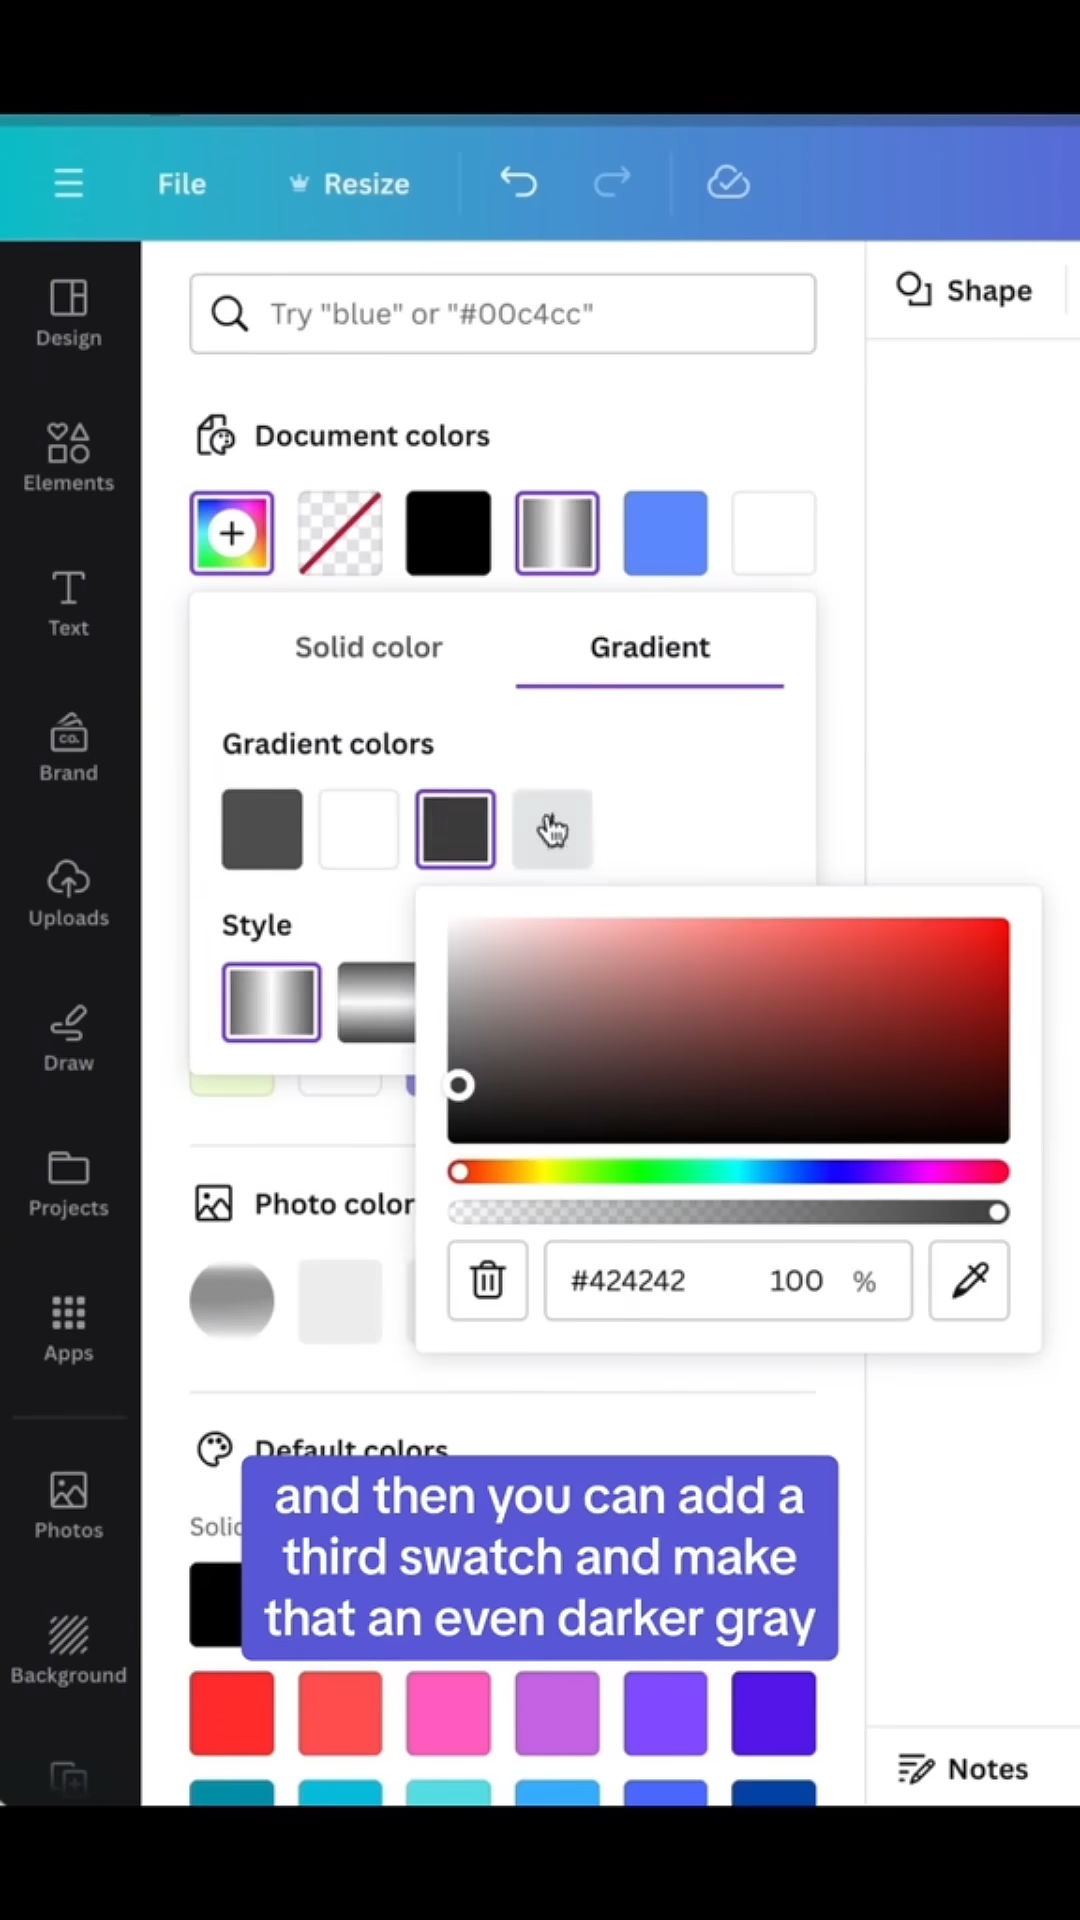 File
Resize
Try "blue" or "#00c4cc"
Shape
Design
Document colors
Elements
Solid color
Gradient
Text
Gradient colors
CO.
Brand
Uploads
Style
Draw
Projects
Photo color
#424242
100 %
Apps
Default colors
and then you can add a
third swatch and make
that an even darker gray
Photos
Background
Notes